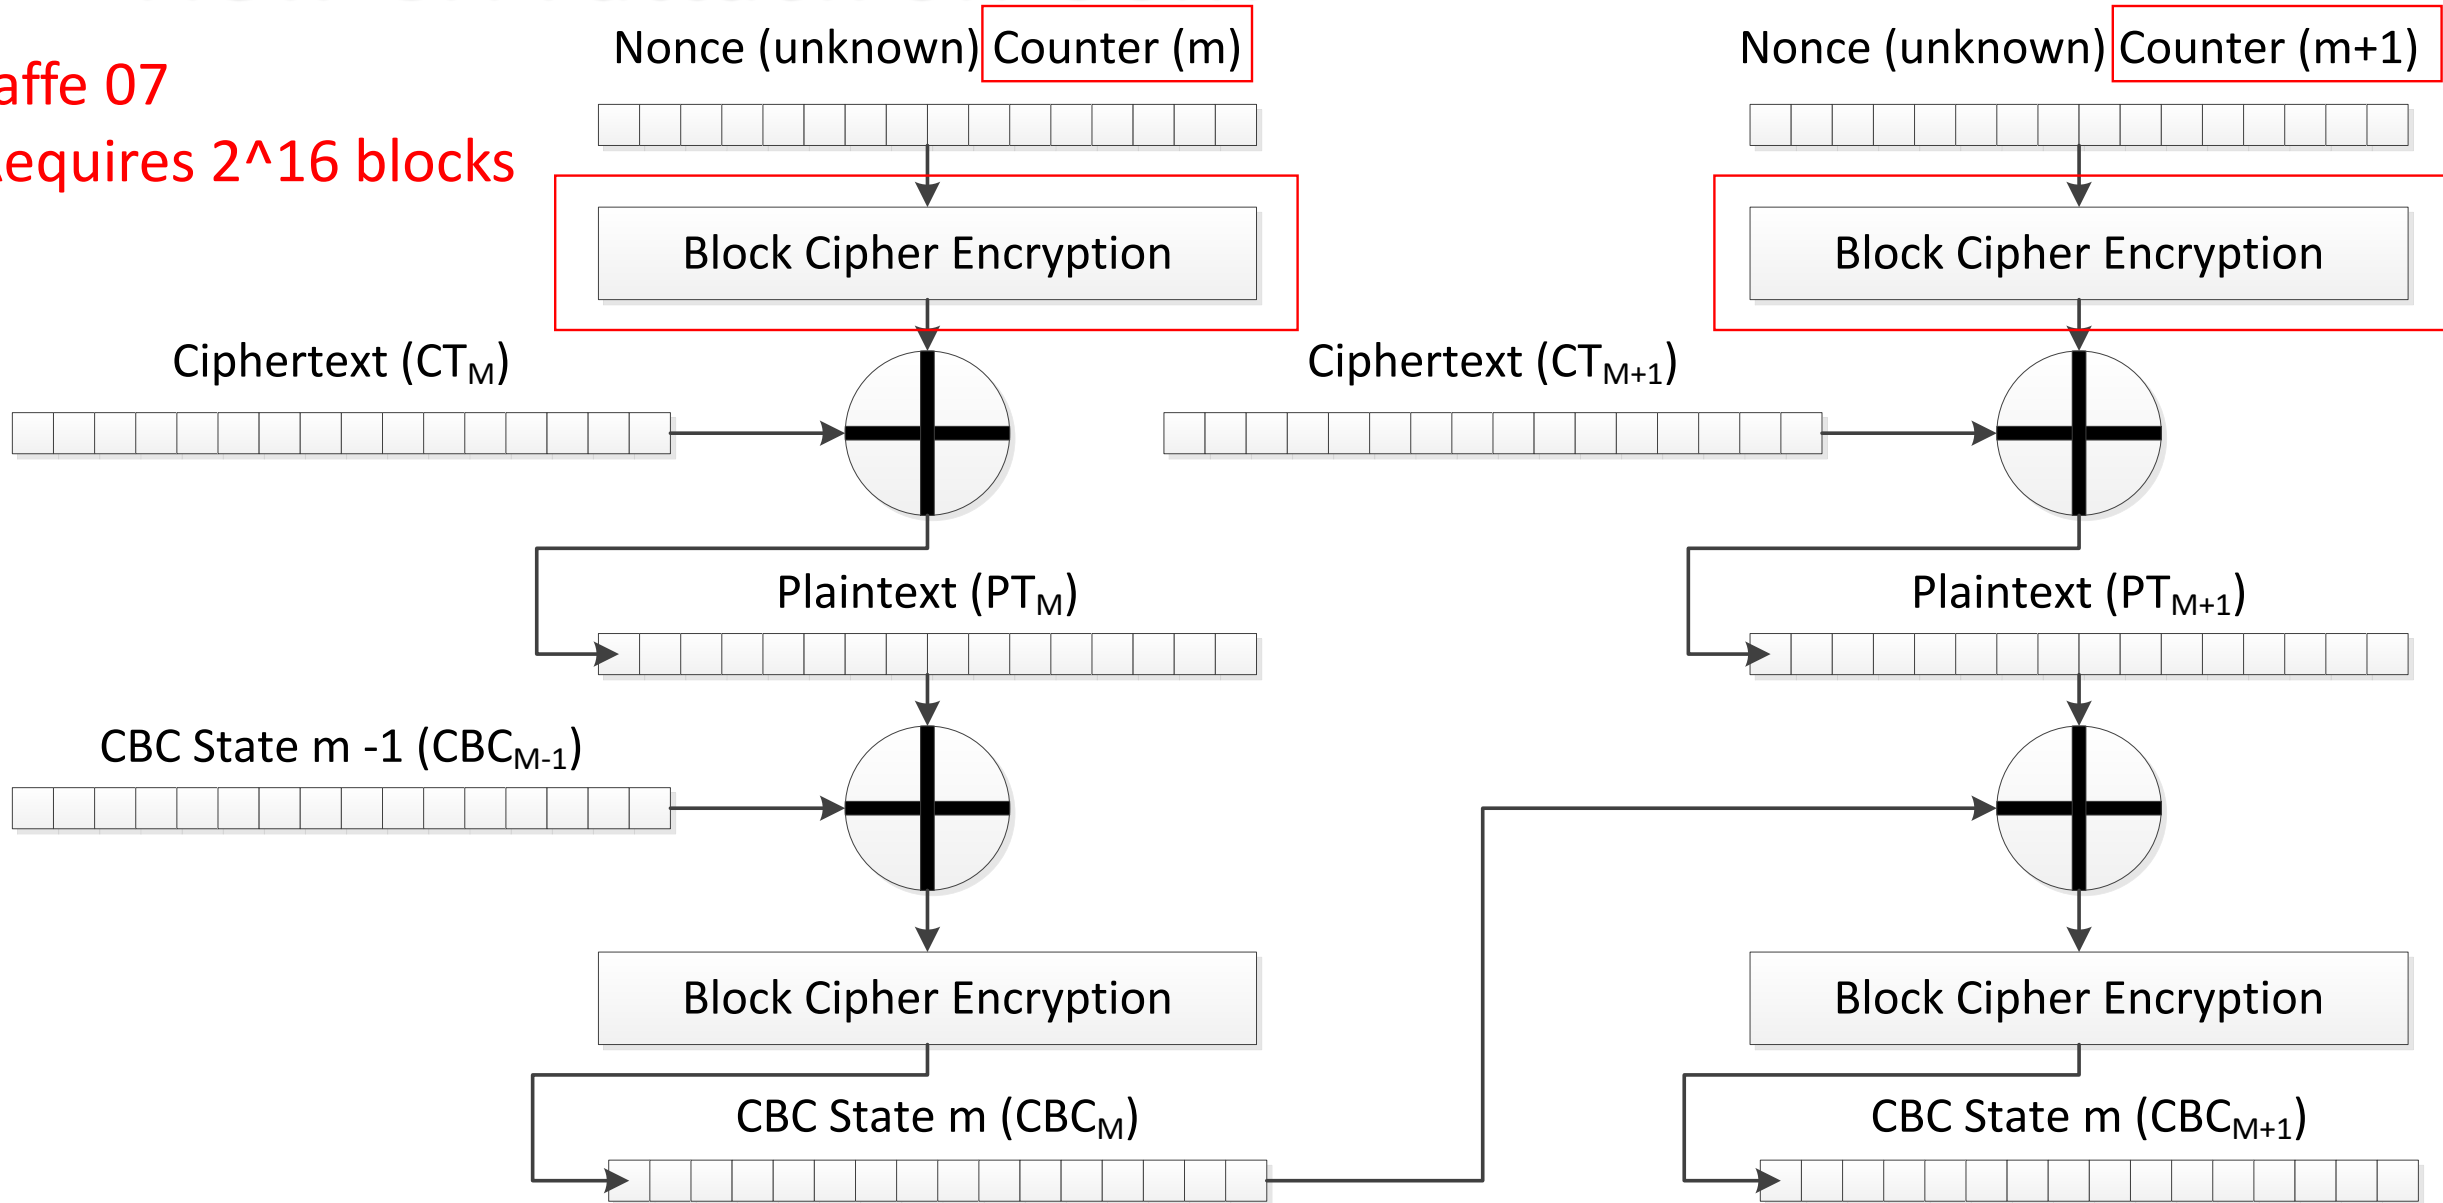 Nonce (unknown) Counter (m)
Nonce (unknown) Counter (m+1)
affe 07
equires 2^16 blocks
Block Cipher Encryption
Block Cipher Encryption
Ciphertext (CTM)
Ciphertext (CTM+1)
Plaintext (PTM)
Plaintext (PTM+1)
CBC State m -1 (CBCM-1)
Block Cipher Encryption
Block Cipher Encryption
CBC State m (CBCM)
CBC State m (CBCM+1)